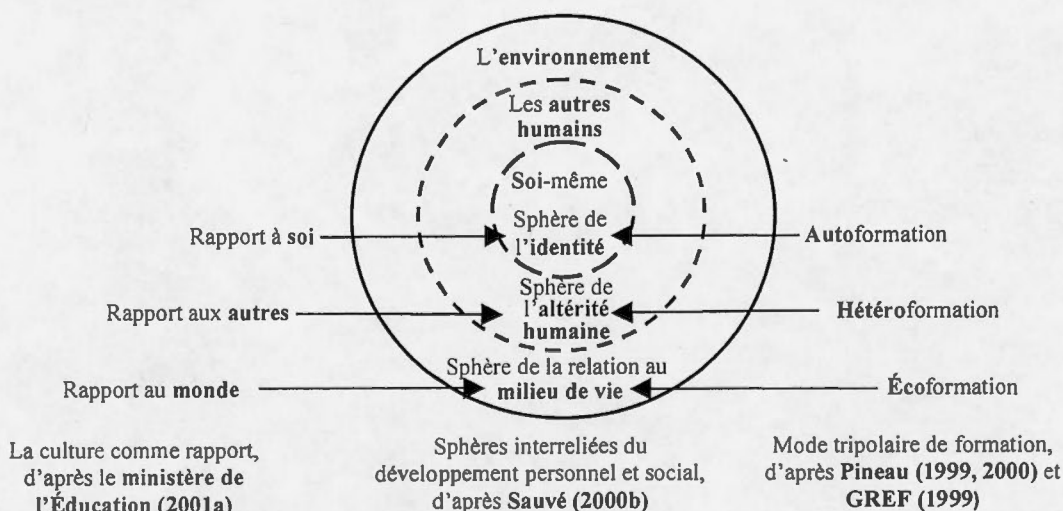 L'environnement
Les autres
humains
Soi-même
Sphère de
l'identité
Rapport à soi
Autoformation
Sphère de
l'altérité
humaine
Rapport aux autres
Hétéroformation
Sphère de la relation au
milieu de vie
Rapport au monde
Écoformation
La culture comme rapport,
d'après le ministère de
l'Éducation (2001a)
Sphères interreliées du
développement personnel et social,
d'après Sauvé (2000b)
Mode tripolaire de formation,
d'après Pineau (1999, 2000) et
GREF (1999)